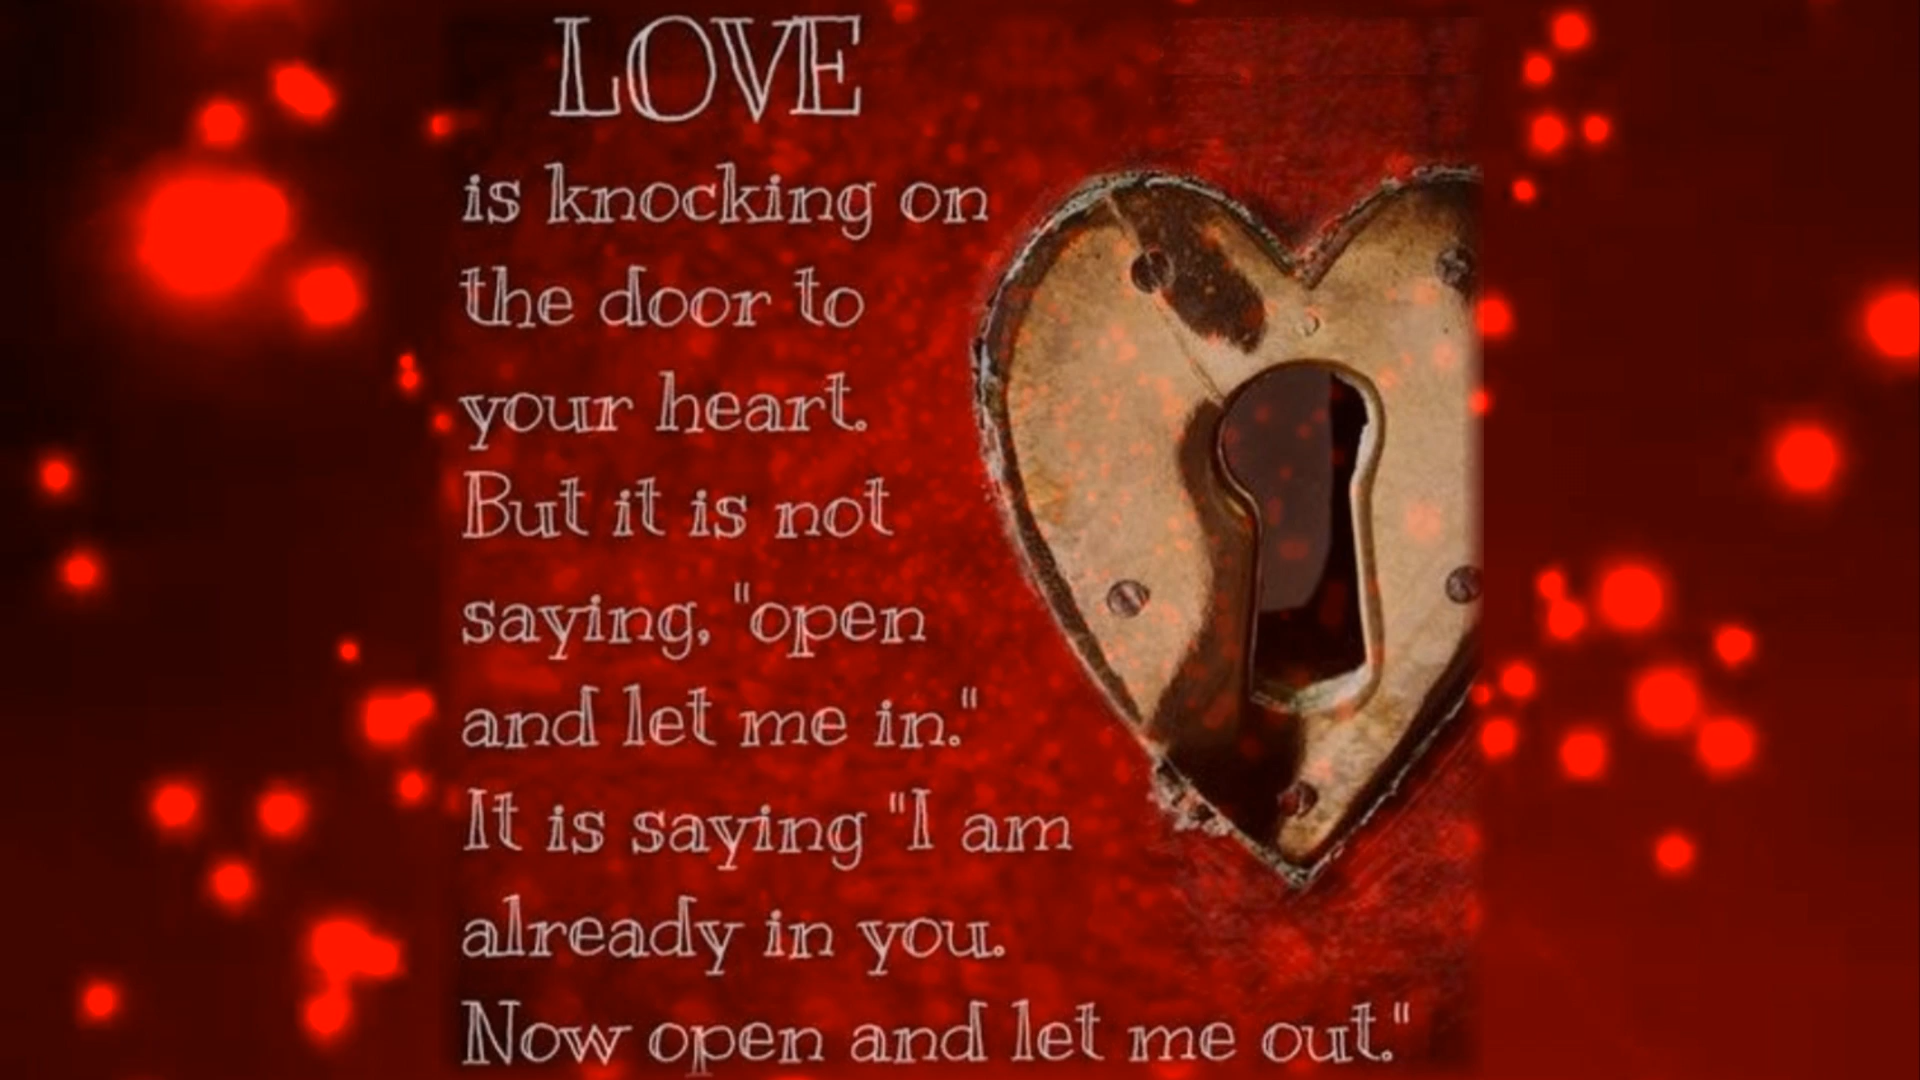 LOVE
is knocking on
the door to
your heart.
But it is not
saying, "open
and let me in."
It is saying "I am
already in you.
Now open and let me out."